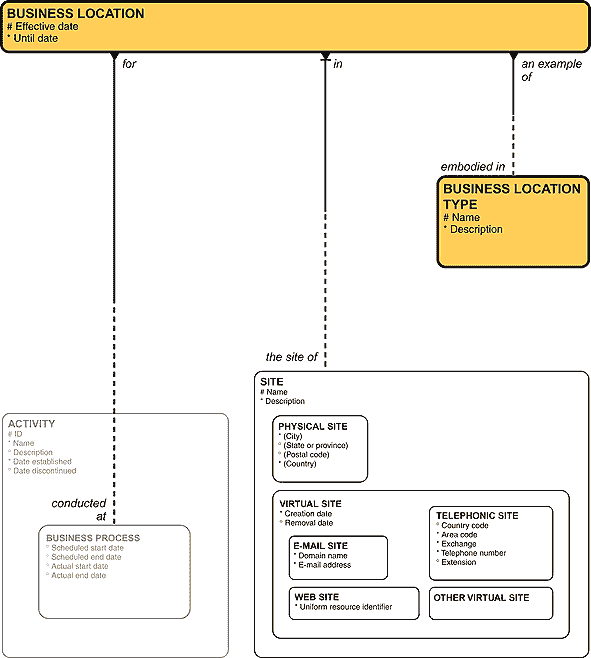 BUSINESS LOCATION
# Effective date
* Until date
for
in
an example
of
embodied in
BUSINESS LOCATION
TYPE
# Name
* Description
the site of
SITE
# Name
* Description
PHYSICAL SITE
* (City)
° (State or province)
° (Postal code)
* (Country)
ACTIVITY
# ID
* Name
° Description
* Date established
° Date discontinued
conducted
at
BUSINESS PROCESS
° Scheduled start date
° Scheduled end date
° Actual start date
° Actual end date
VIRTUAL SITE
* Creation date
° Removal date
TELEPHONIC SITE
° Country code
* Area code
* Exchange
* Telephone number
° Extension
E-MAIL SITE
* Domain name
* E-mail address
WEB SITE
* Uniform resource identifier
OTHER VIRTUAL SITE